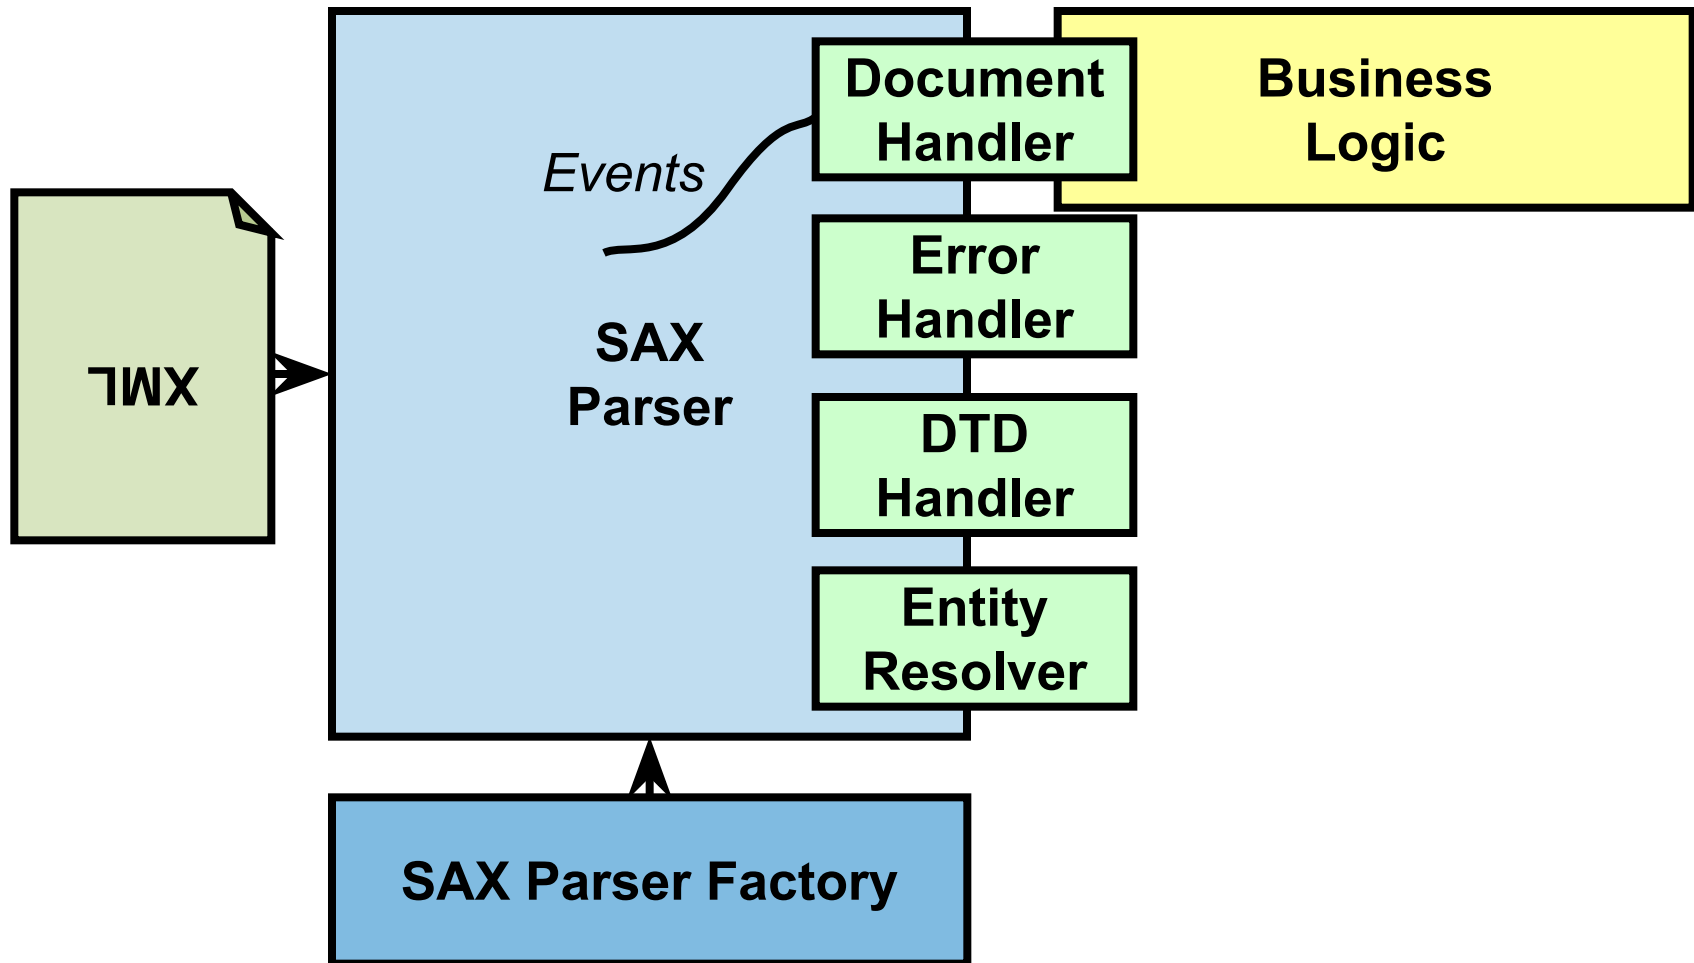 Document
Handler
Business
Logic
Events
Error
Handler
SAX
Parser
XML
DTD
Handler
Entity
Resolver
SAX Parser Factory